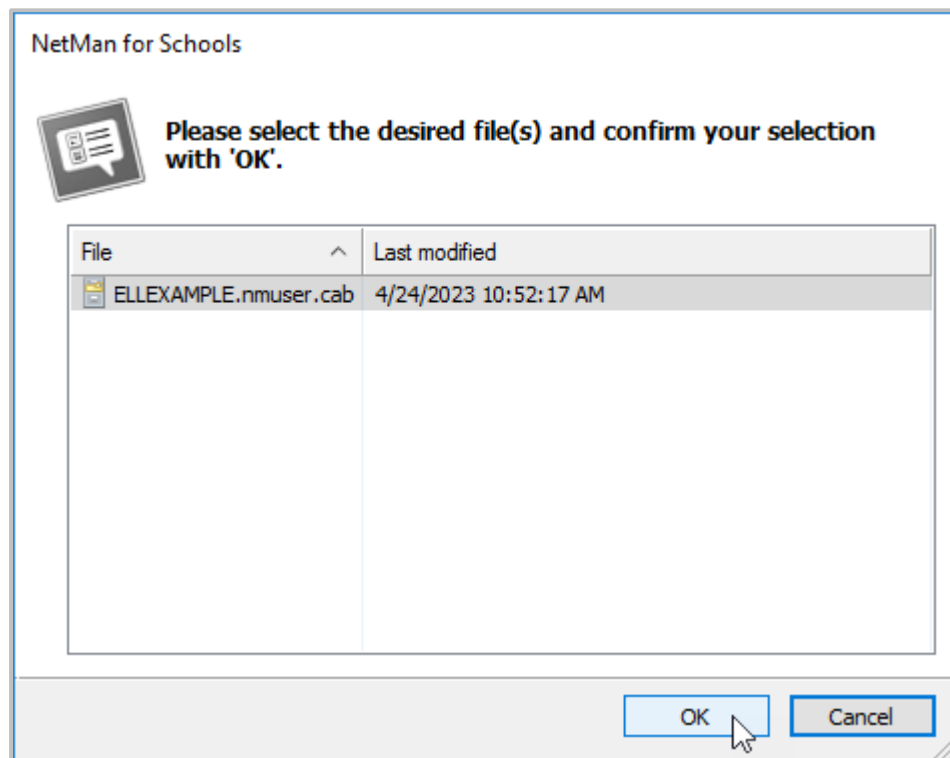 NetMan for Schools
Please select the desired file(s) and confirm your selection
with 'OK'.
File Last modified
ELLEXAMPLE.nmuser.cab 4/24/2023 10:52:17 AM
OK Cancel